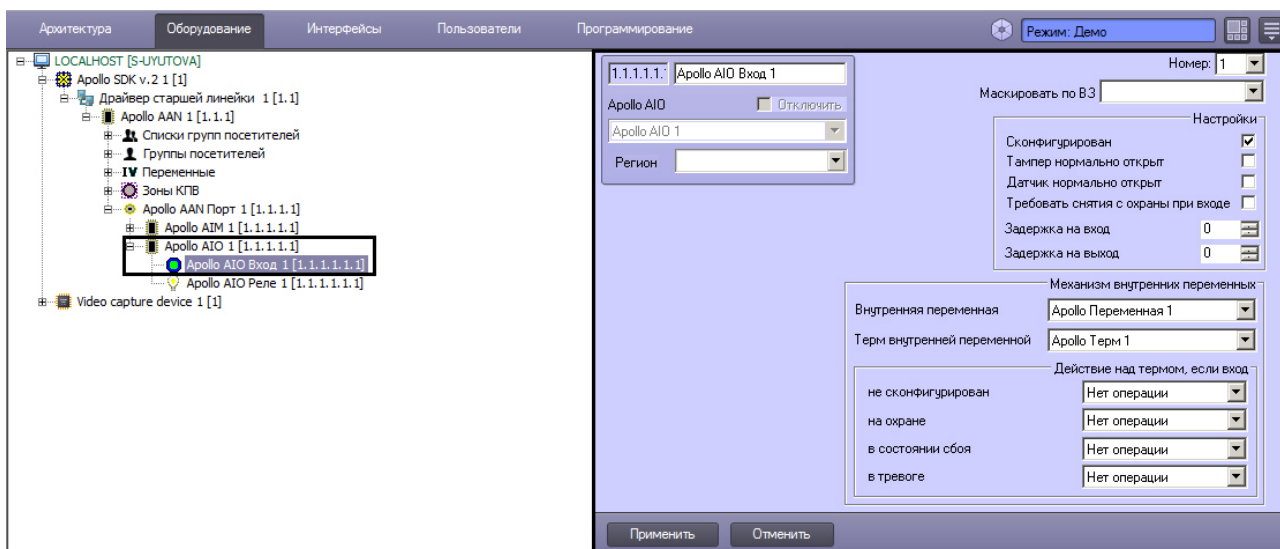 Архитектура Оборудование Интерфейсы Пользователи Программирование Режим: Демо
LOCALHOST [S-UYUTOVA]
Apollo SDK v.2 1 [1]
Драйвер старшей линейки 1 [1.1]
Apollo AAN 1 [1.1.1]
Списки групп посетителей
Группы посетителей
Переменные
Зоны КПВ
Apollo AAN Порт 1 [1.1.1.1]
Apollo AIM 1 [1.1.1.1.1]
Apollo AIO 1 [1.1.1.1.1]
Apollo AIO Вход 1 [1.1.1.1.1.1]
Apollo AIO Реле 1 [1.1.1.1.1.1]
Video capture device 1 [1]
1.1.1.1.1. Apollo AIO Вход 1
Apollo AIO Отключить
Apollo AIO 1
Регион
Номер: 1
Маскировать по ВЗ
Настройки
Сконфигурирован
Тампер нормально открыт
Датчик нормально открыт
Требовать снятия с охраны при входе
Задержка на вход 0
Задержка на выход 0
Механизм внутренних переменных
Внутренняя переменная Apollo Переменная 1
Терм внутренней переменной Apollo Терм 1
Действие над термом, если вход
не сконфигурирован Нет операции
на охране Нет операции
в состоянии сбоя Нет операции
в тревоге Нет операции
Применить Отменить